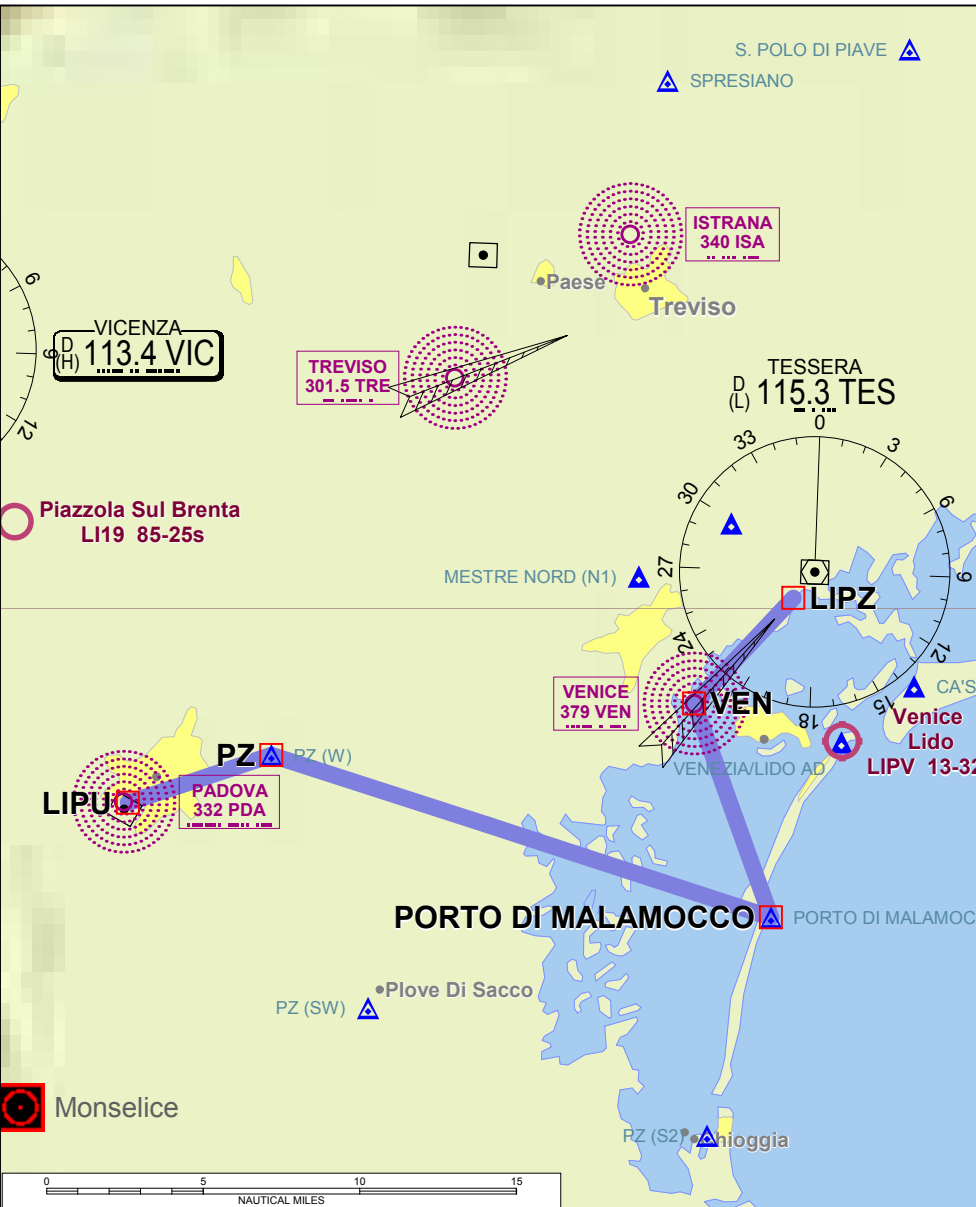 S. POLO DI PIAVE
SPRESIANO
ISTRANA
340 ISA
Paese
Treviso
6
9
12
VICENZA
D
(H)
113.4 VIC
TREVISO
301.5 TRE
TESSERA
D
(L)
115.3 TES
0
3
6
9
12
15
18
24
27
30
33
Piazzola Sul Brenta
LI19 85-25s
MESTRE NORD (N1)
LIPZ
VENICE
379 VEN
VEN
CA'S
Venice
Lido
LIPV 13-32
VENEZIA/LIDO AD
PZ
PZ (W)
LIPU
PADOVA
332 PDA
PORTO DI MALAMOCCO
PORTO DI MALAMOC
Plove Di Sacco
PZ (SW)
Monselice
PZ (S2)
hioggia
0 5 10 15
NAUTICAL MILES